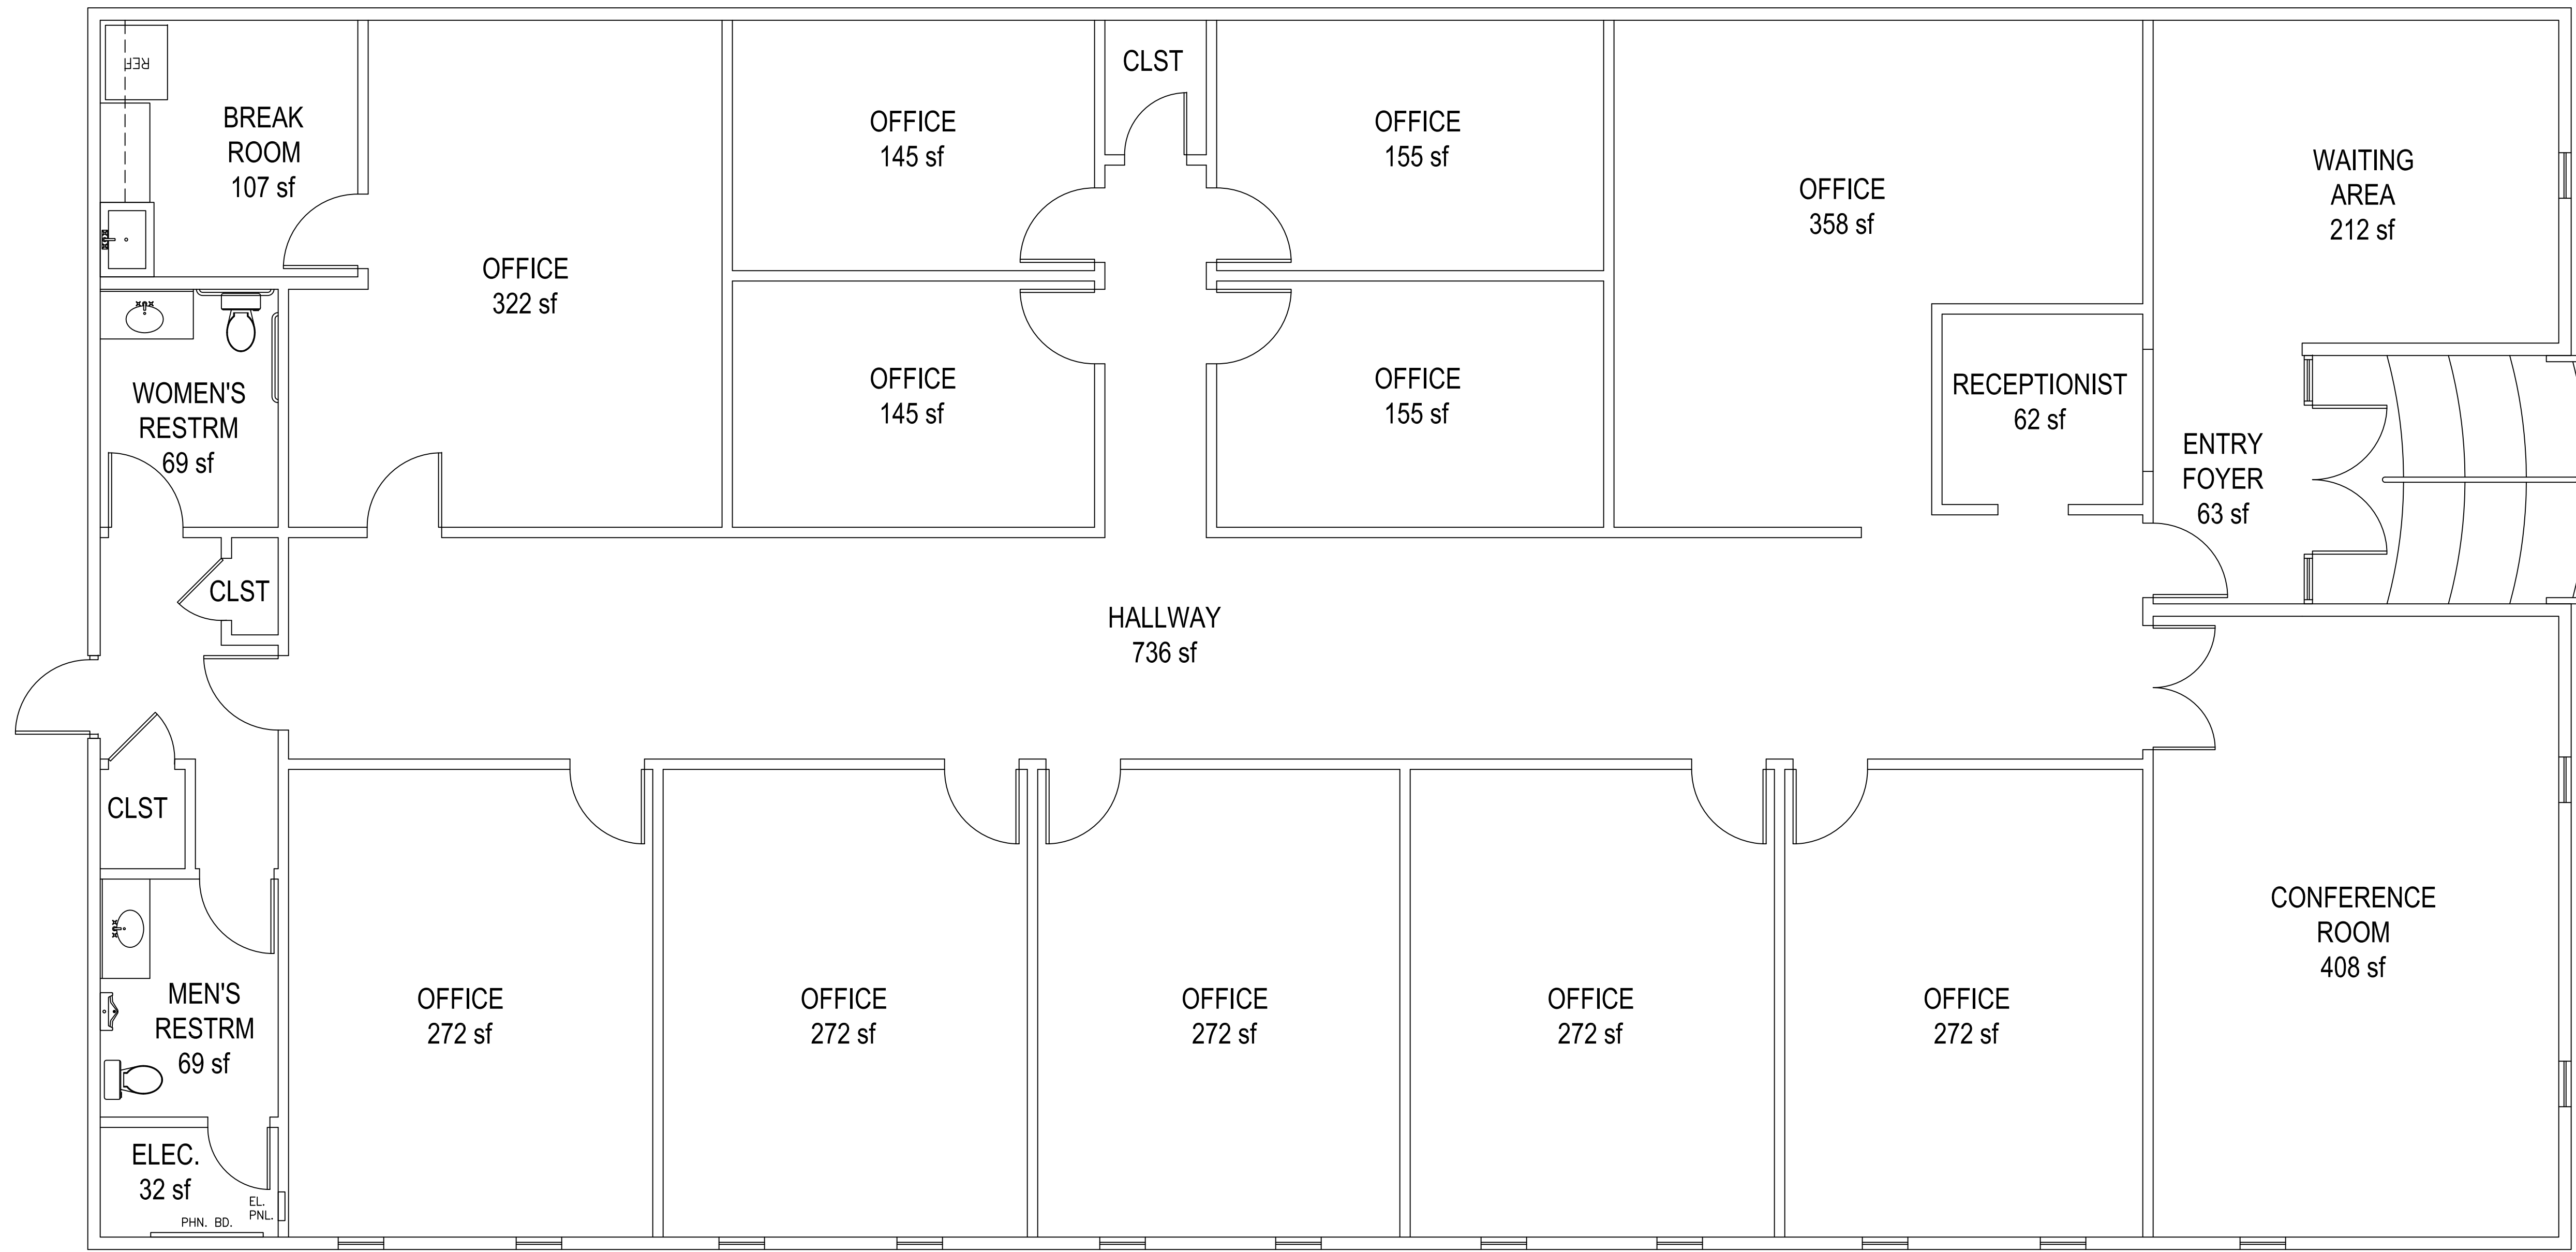 REF
BREAK
ROOM
107 sf
OFFICE
322 sf
OFFICE
145 sf
CLST
OFFICE
155 sf
OFFICE
358 sf
WAITING
AREA
212 sf
WOMEN'S
RESTRM
69 sf
OFFICE
145 sf
OFFICE
155 sf
RECEPTIONIST
62 sf
ENTRY
FOYER
63 sf
CLST
HALLWAY
736 sf
CLST
MEN'S
RESTRM
69 sf
OFFICE
272 sf
OFFICE
272 sf
OFFICE
272 sf
OFFICE
272 sf
OFFICE
272 sf
CONFERENCE
ROOM
408 sf
ELEC.
32 sf
EL.
PNL.
PHN. BD.